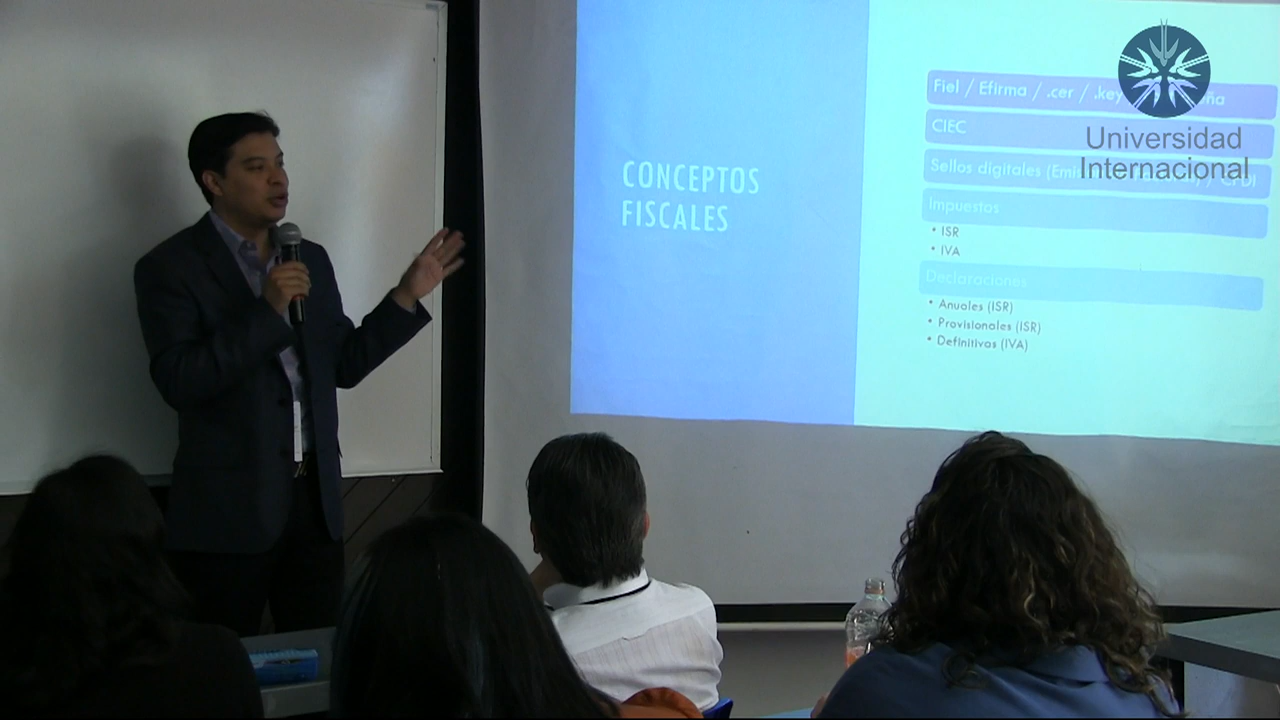 CONCEPTOS
FISCALES
Fiel / Efirma / .cer / .key
CIEC
Sellos digitales
Impuestos
• ISR
• IVA
Declaraciones
• Anuales (ISR)
• Provisionales (ISR)
• Definitivos (IVA)
Universidad
Internacional